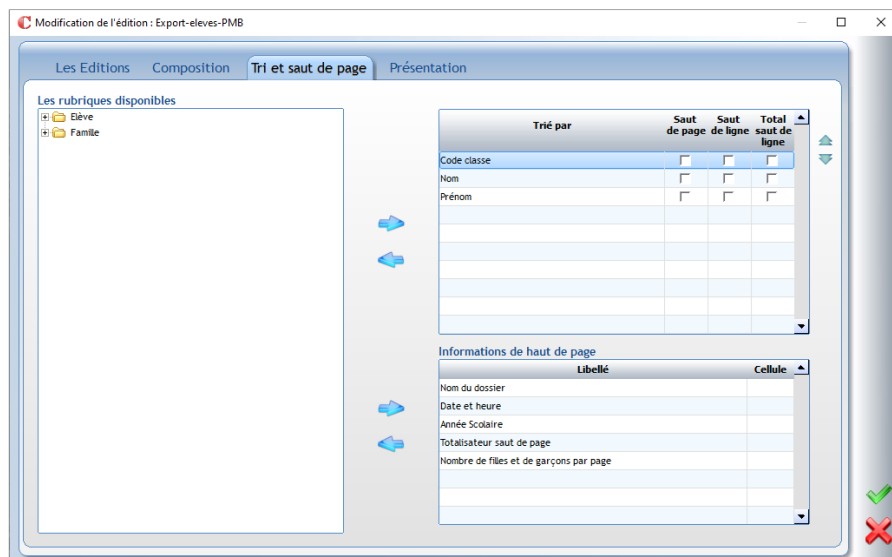 Modification de l'édition : Export-eleves-PMB
Les Editions Composition Tri et saut de page Présentation
Les rubriques disponibles
Elève
Famille
Trié par
Saut de page
Saut de ligne
Total saut de ligne
Code classe
Nom
Prénom
Informations de haut de page
Libellé Cellule
Nom du dossier
Date et heure
Année Scolaire
Totalisateur saut de page
Nombre de filles et de garçons par page